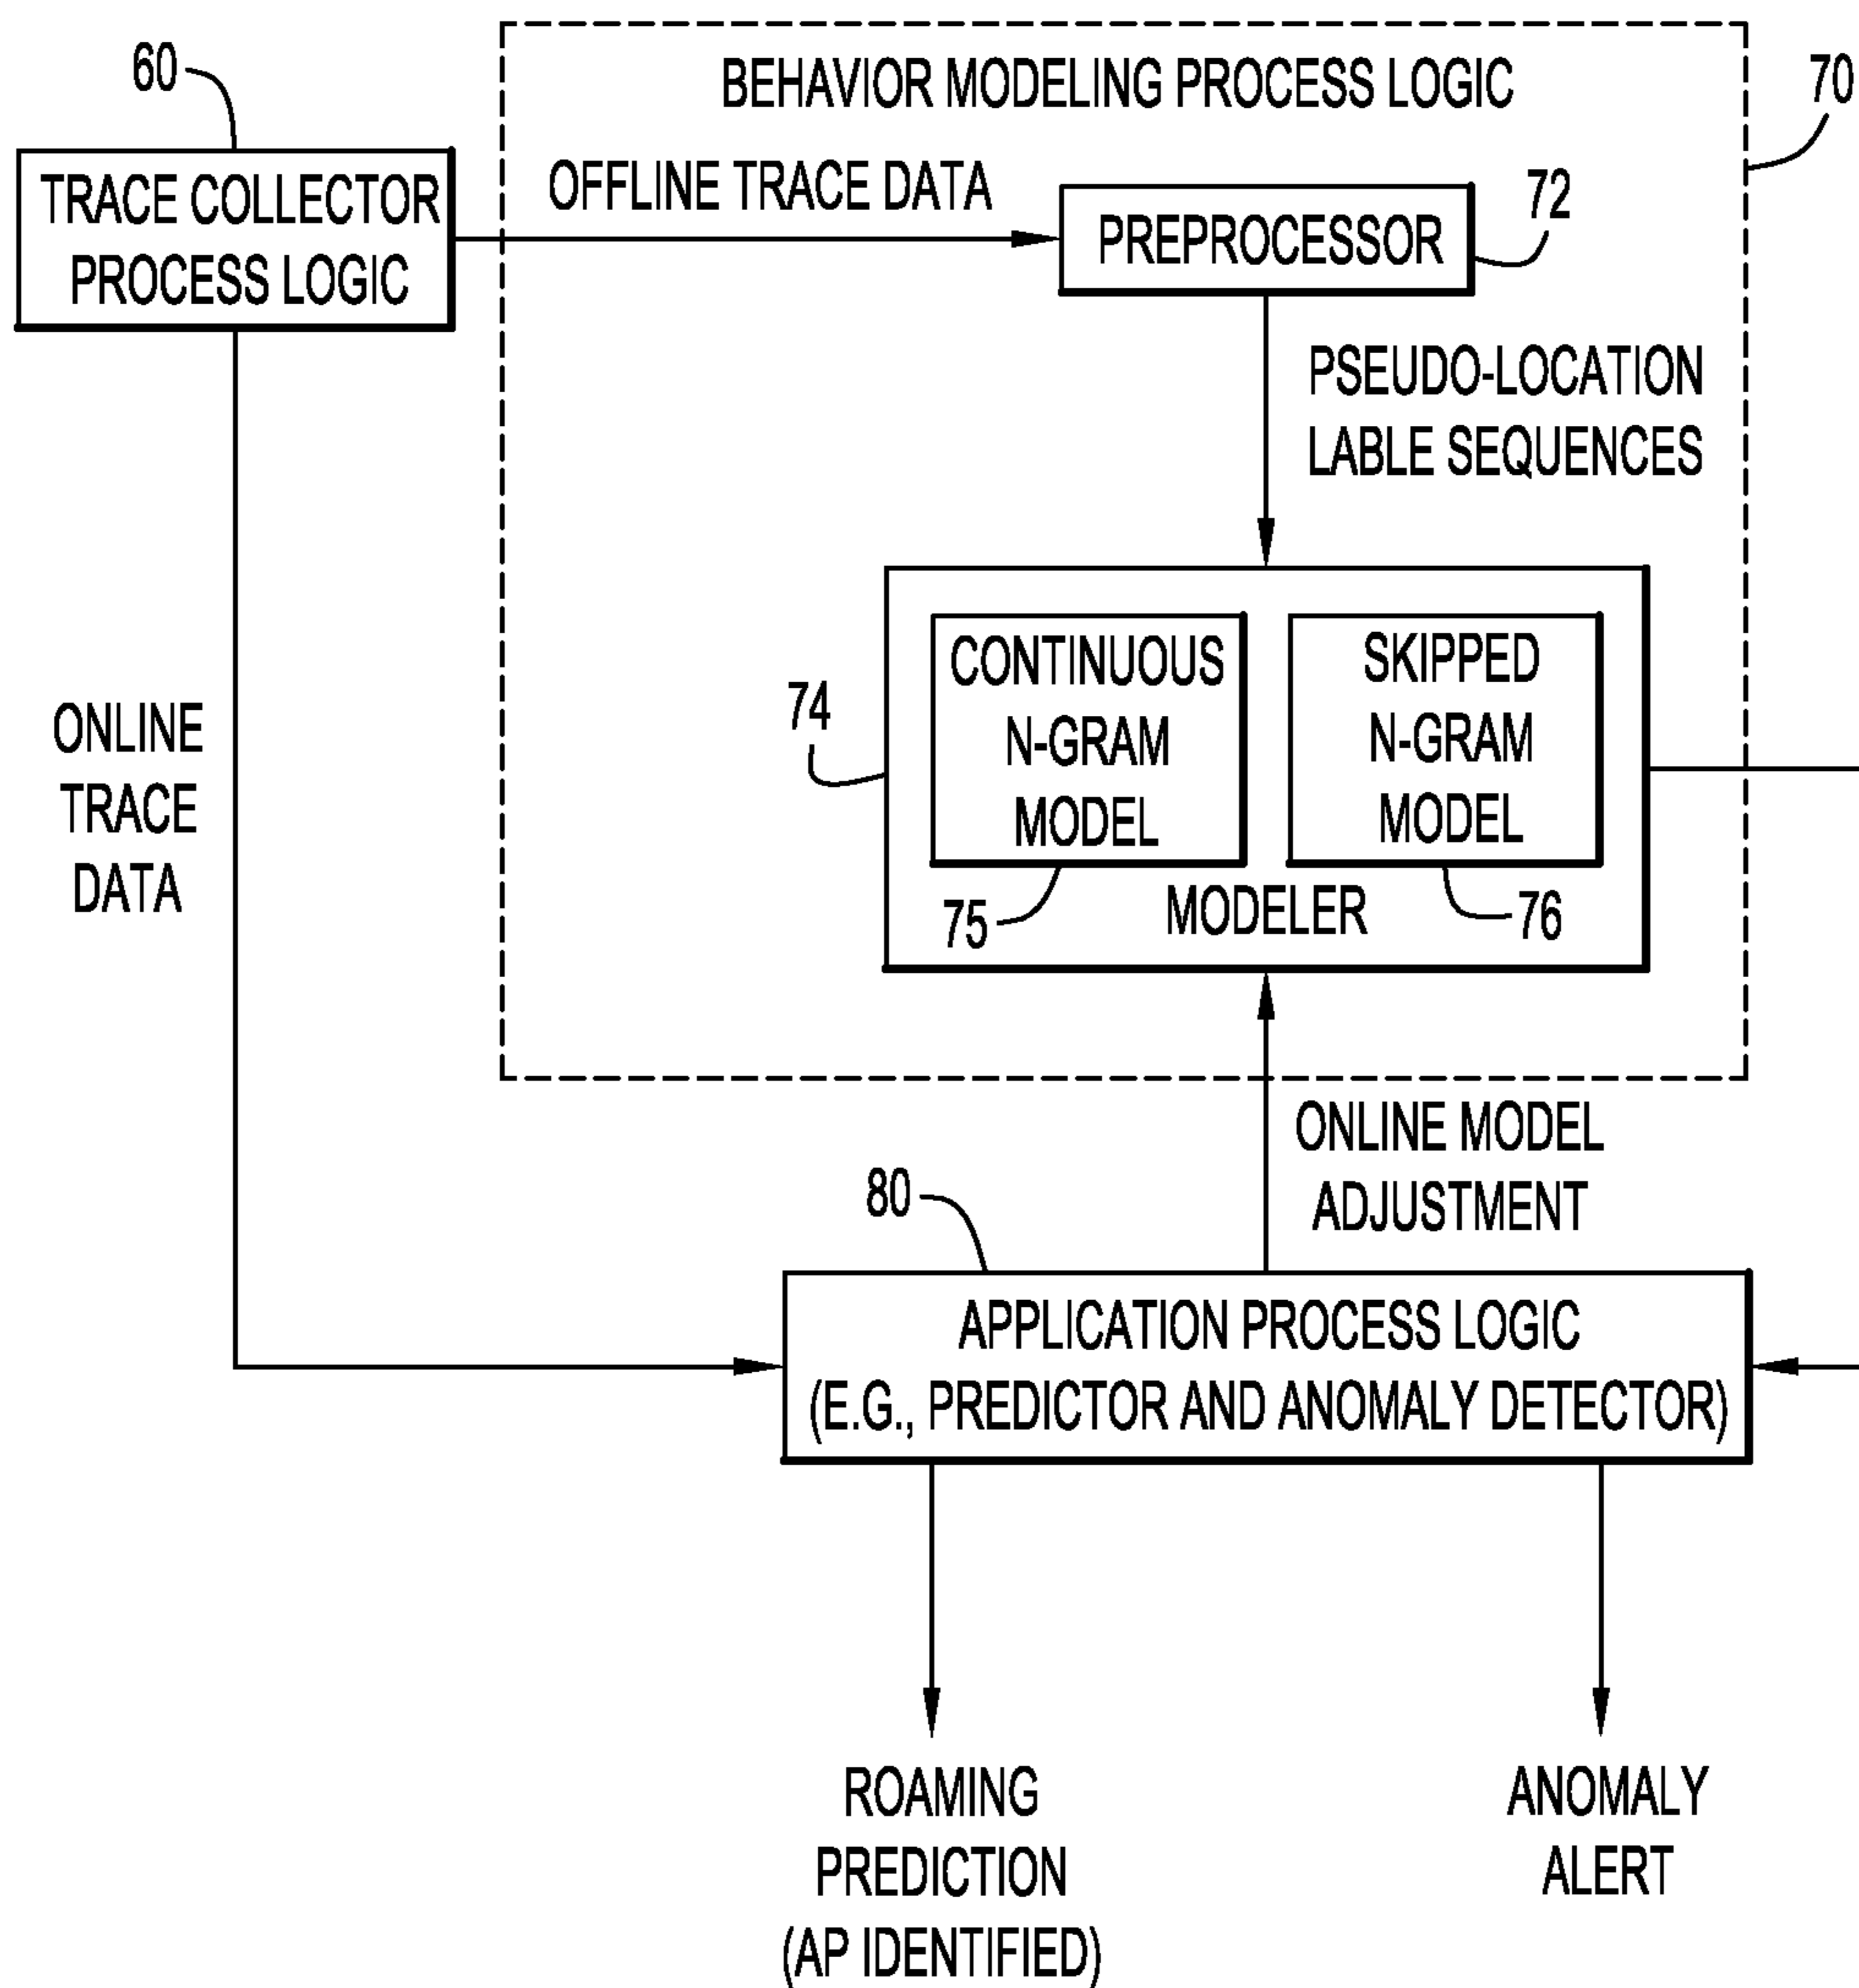 60
BEHAVIOR MODELING PROCESS LOGIC
70
TRACE COLLECTOR
PROCESS LOGIC
OFFLINE TRACE DATA
72
PREPROCESSOR
PSEUDO-LOCATION
LABLE SEQUENCES
ONLINE
TRACE
DATA
74
CONTINUOUS
N-GRAM
MODEL
SKIPPED
N-GRAM
MODEL
75
MODELER
76
ONLINE MODEL
ADJUSTMENT
80
APPLICATION PROCESS LOGIC
(E.G., PREDICTOR AND ANOMALY DETECTOR)
ROAMING
PREDICTION
(AP IDENTIFIED)
ANOMALY
ALERT